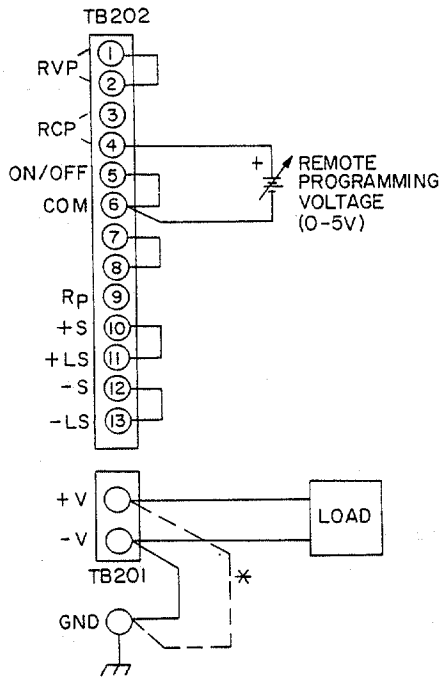 TB202
RVP
1
2
RCP
3
4
ON/OFF
5
COM
6
7
8
RP
9
+S
10
+LS
11
-S
12
-LS
13
+
REMOTE
PROGRAMMING
VOLTAGE
(0-5V)
+V
-V
LOAD
TB201
*
GND